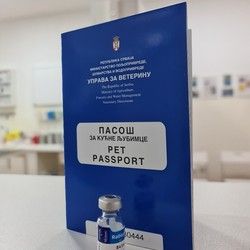 РЕПУБЛИКА СРБИЈА
МИНИСТАРСТВО ПОЉОПРИВРЕДЕ,
ШУМАРСТВА И ВОДОПРИВРЕДЕ
УПРАВА ЗА ВЕТЕРИНУ
The Republic of Serbia
Ministry of Agriculture,
Forestry and Water Management
Veterinary Directorate
ПАСОШ
ЗА КУЋНЕ ЉУБИМЦЕ
PET
PASSPORT
0444